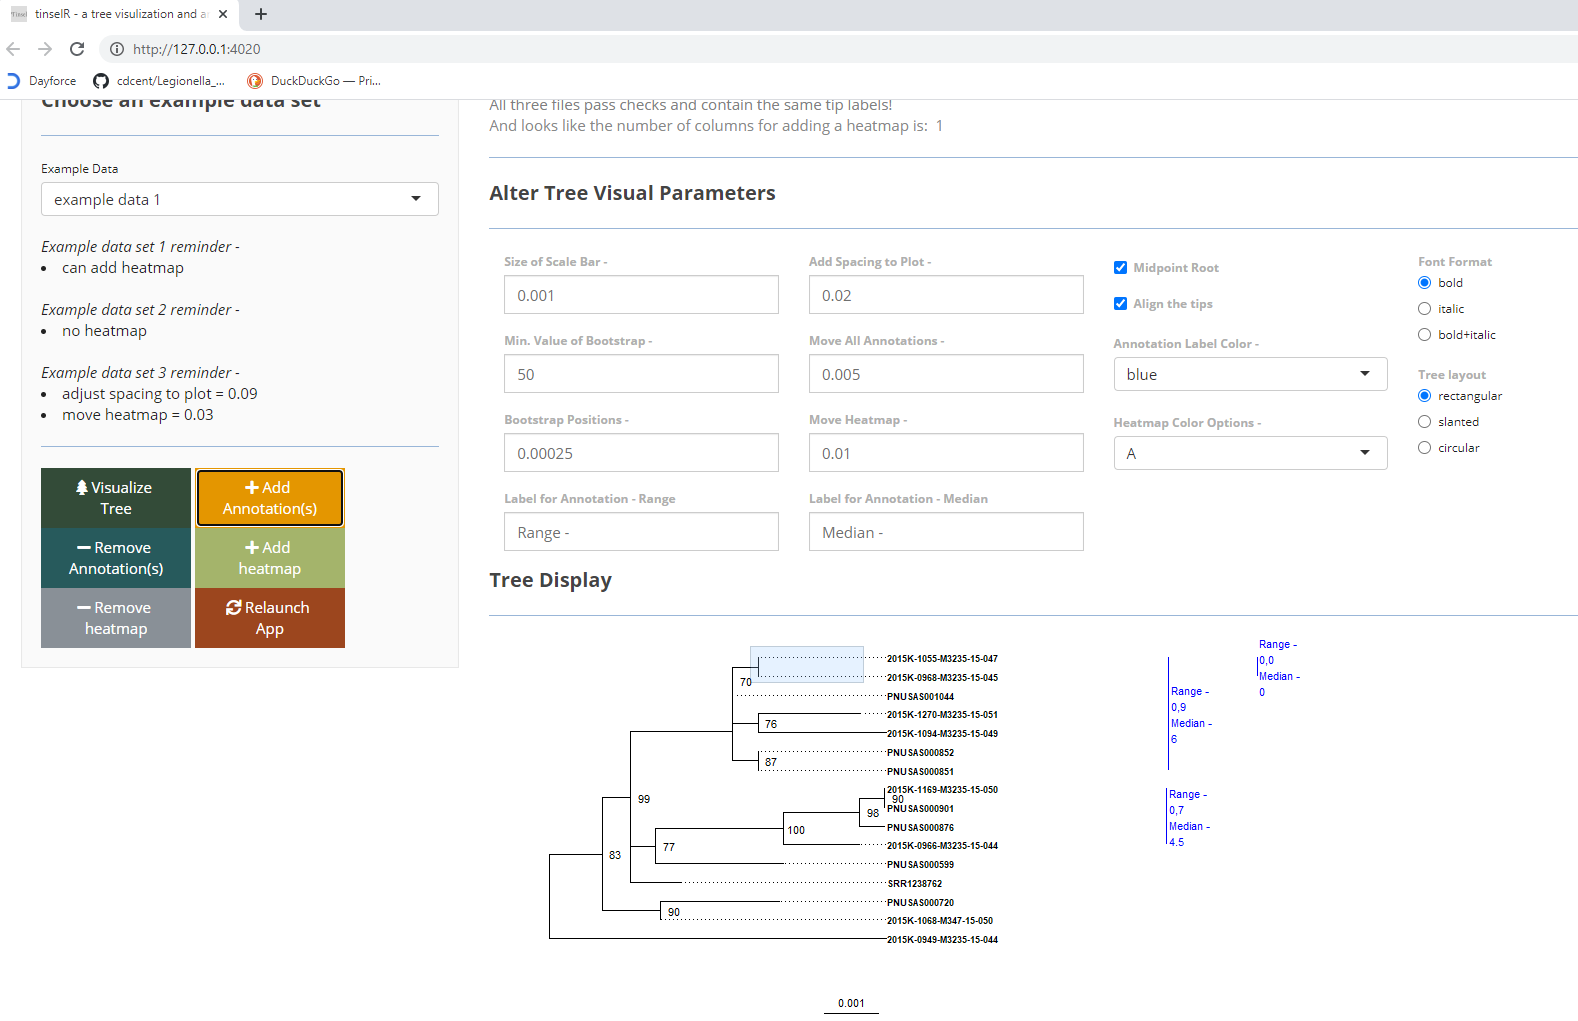 tinselR - a tree visulization and a
http://127.0.0.1:4020
Dayforce
cdcent/Legionella_...
DuckDuckGo — Pri...
Choose an example data set
Example Data
example data 1
Example data set 1 reminder -
• can add heatmap
Example data set 2 reminder -
• no heatmap
Example data set 3 reminder -
• adjust spacing to plot = 0.09
• move heatmap = 0.03
Visualize
Tree
+ Add
Annotation(s)
− Remove
Annotation(s)
+ Add
heatmap
− Remove
heatmap
Relaunch
App
All three files pass checks and contain the same tip labels!
And looks like the number of columns for adding a heatmap is: 1
Alter Tree Visual Parameters
Size of Scale Bar -
0.001
Add Spacing to Plot -
0.02
Midpoint Root
Align the tips
Font Format
bold
italic
bold+italic
Min. Value of Bootstrap -
50
Move All Annotations -
0.005
Annotation Label Color -
blue
Tree layout
rectangular
slanted
circular
Bootstrap Positions -
0.00025
Move Heatmap -
0.01
Heatmap Color Options -
A
Label for Annotation - Range
Range -
Label for Annotation - Median
Median -
Tree Display
2015K-1055-M3235-15-047
2015K-0968-M3235-15-045
PNUSAS001044
2015K-1270-M3235-15-051
2015K-1094-M3235-15-049
PNUSAS000852
PNUSAS000851
2015K-1169-M3235-15-050
PNUSAS000901
PNUSAS000876
2015K-0966-M3235-15-044
PNUSAS000599
SRR1238762
PNUSAS000720
2015K-1068-M347-15-050
2015K-0949-M3235-15-044
70
76
87
99
90
98
100
77
83
90
Range -
0,0
Median -
0
Range -
0,9
Median -
6
Range -
0,7
Median -
4.5
0.001